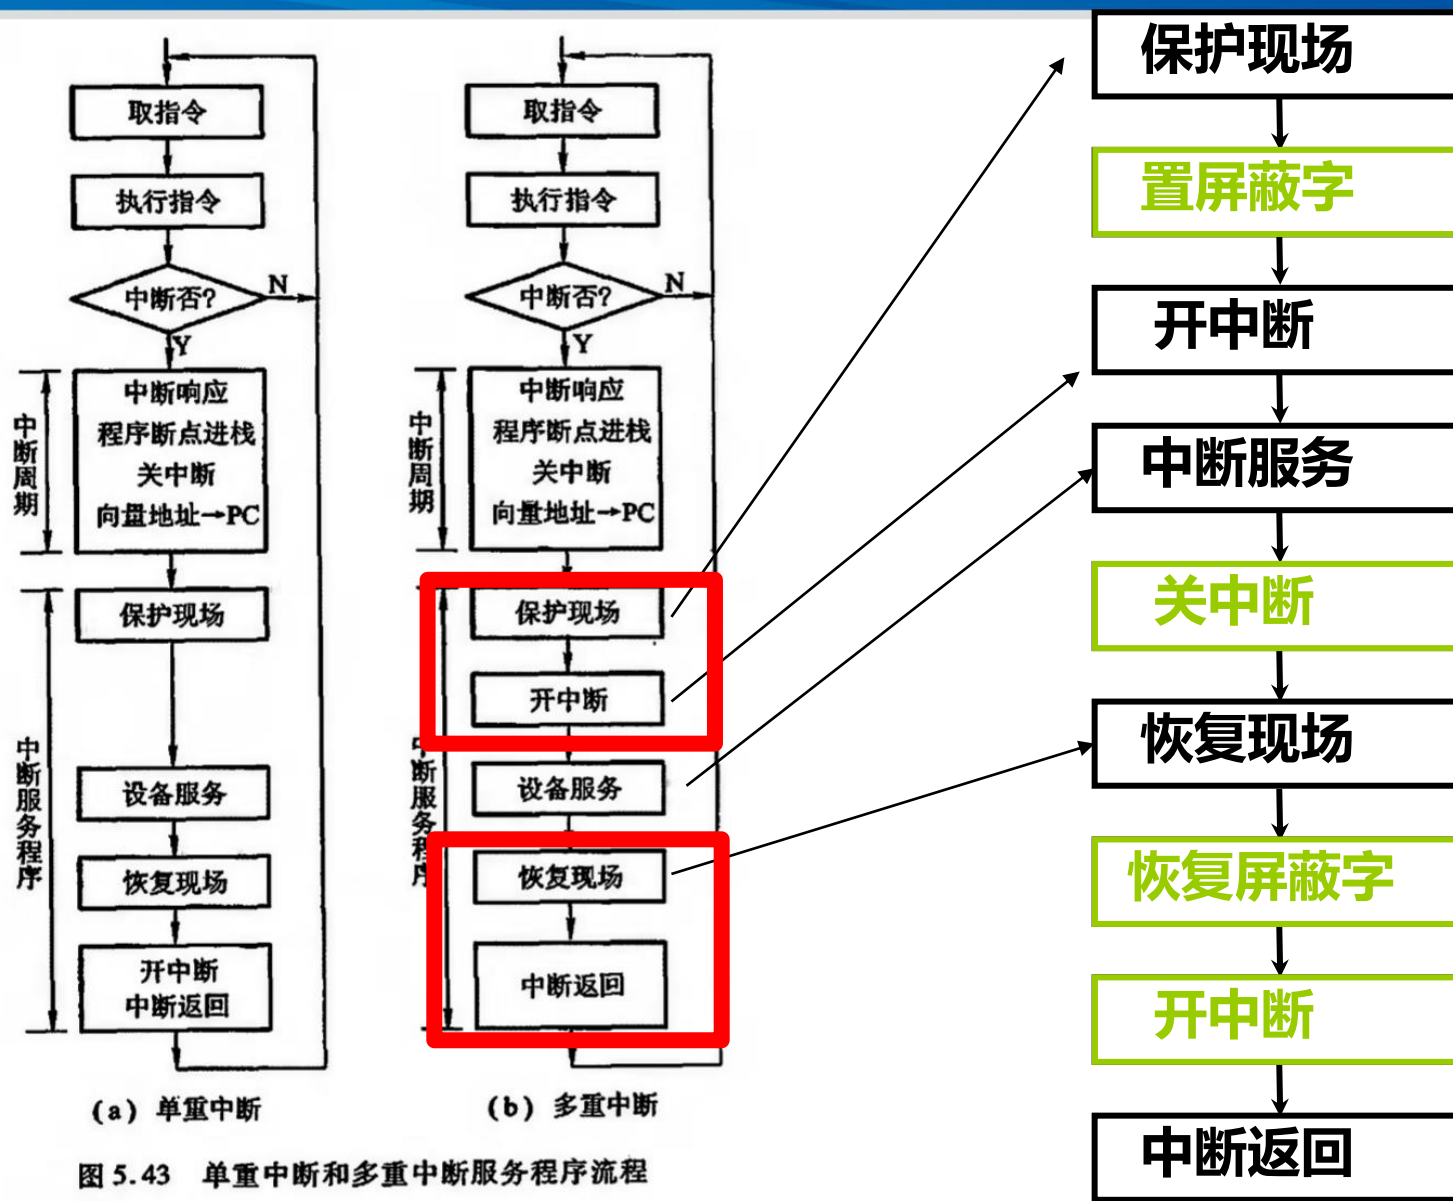 取指令
执行指令
中断否?
N
Y
中断响应
程序断点进栈
关中断
向量地址→PC
中断周期
保护现场
设备服务
恢复现场
开中断
中断返回
中断服务程序
(a) 单重中断
取指令
执行指令
中断否?
N
Y
中断响应
程序断点进栈
关中断
向量地址→PC
中断周期
保护现场
开中断
设备服务
恢复现场
中断返回
中断服务程序
(b) 多重中断
图 5.43 单重中断和多重中断服务程序流程
保护现场
置屏蔽字
开中断
中断服务
关中断
恢复现场
恢复屏蔽字
开中断
中断返回